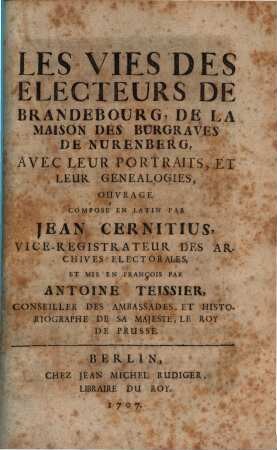 LES VIES DES
ELECTEURS DE
BRANDEBOURG, DE LA
MAISON DES BURGRAVES
DE NURENBERG,
AVEC LEUR PORTRAITS, ET
LEUR GENEALOGIES,
OUVRAGE
COMPOSÉ EN LATIN PAR
JEAN CERNITIUS,
VICE-REGISTRATEUR DES AR-
CHIVES ELECTORALES,
ET MIS EN FRANÇOIS PAR
ANTOINE TEISSIER,
CONSEILLER DES AMBASSADES, ET HISTO-
RIOGRAPHE DE SA MAJESTÉ, LE ROY
DE PRUSSE.
BERLIN,
CHEZ JEAN MICHEL RUDIGER,
LIBRAIRE DU ROY.
1707.